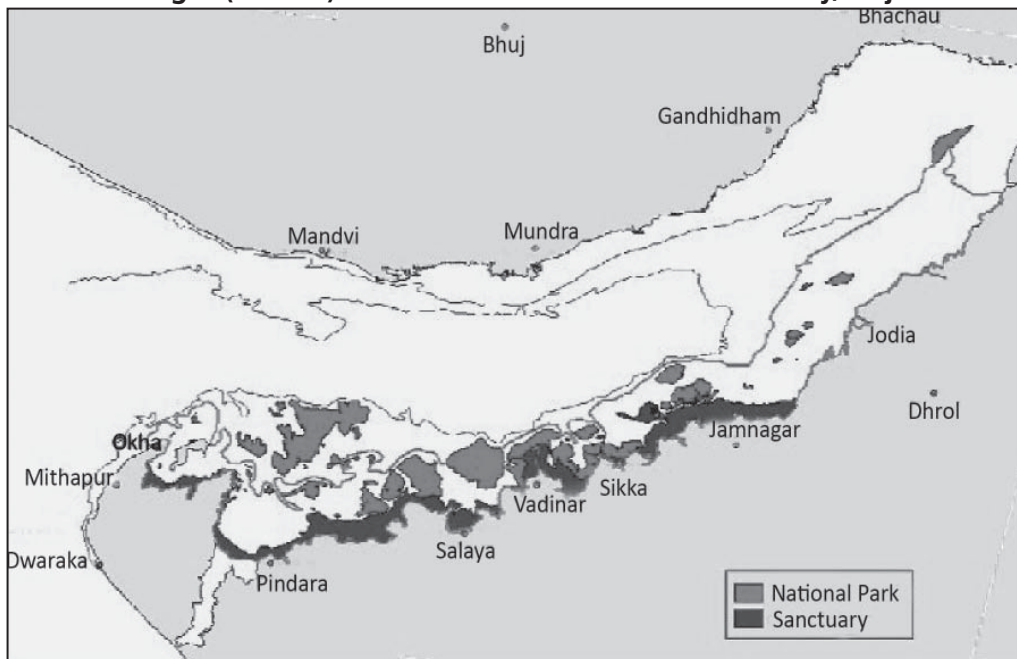 Bhachau
Bhuj
Gandhidham
Mandvi
Mundra
Jodia
Dhrol
Okha
Jamnagar
Mithapur
Vadinar
Sikka
Salaya
Dwaraka
Pindara
National Park
Sanctuary